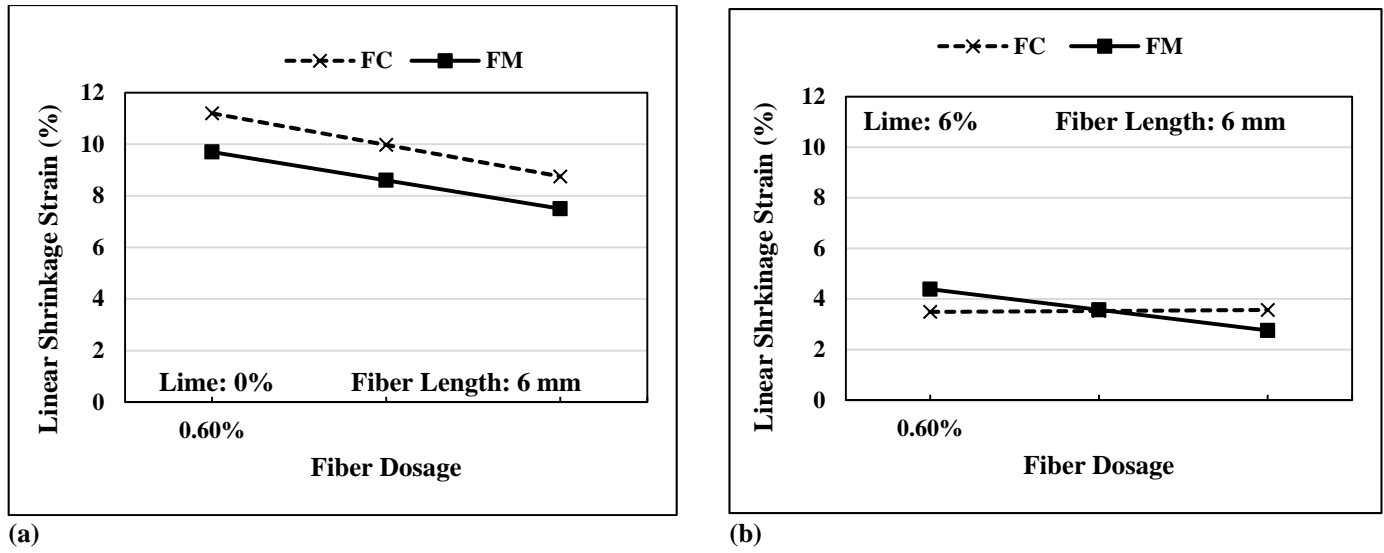 FC FM
12
10
8
6
4
2
0
Linear Shrinkage Strain (%)
Lime: 0% Fiber Length: 6 mm
0.60%
Fiber Dosage
(a)
FC FM
12
10
8
6
4
2
0
Linear Shrkinage Strain (%)
Lime: 6% Fiber Length: 6 mm
0.60%
Fiber Dosage
(b)